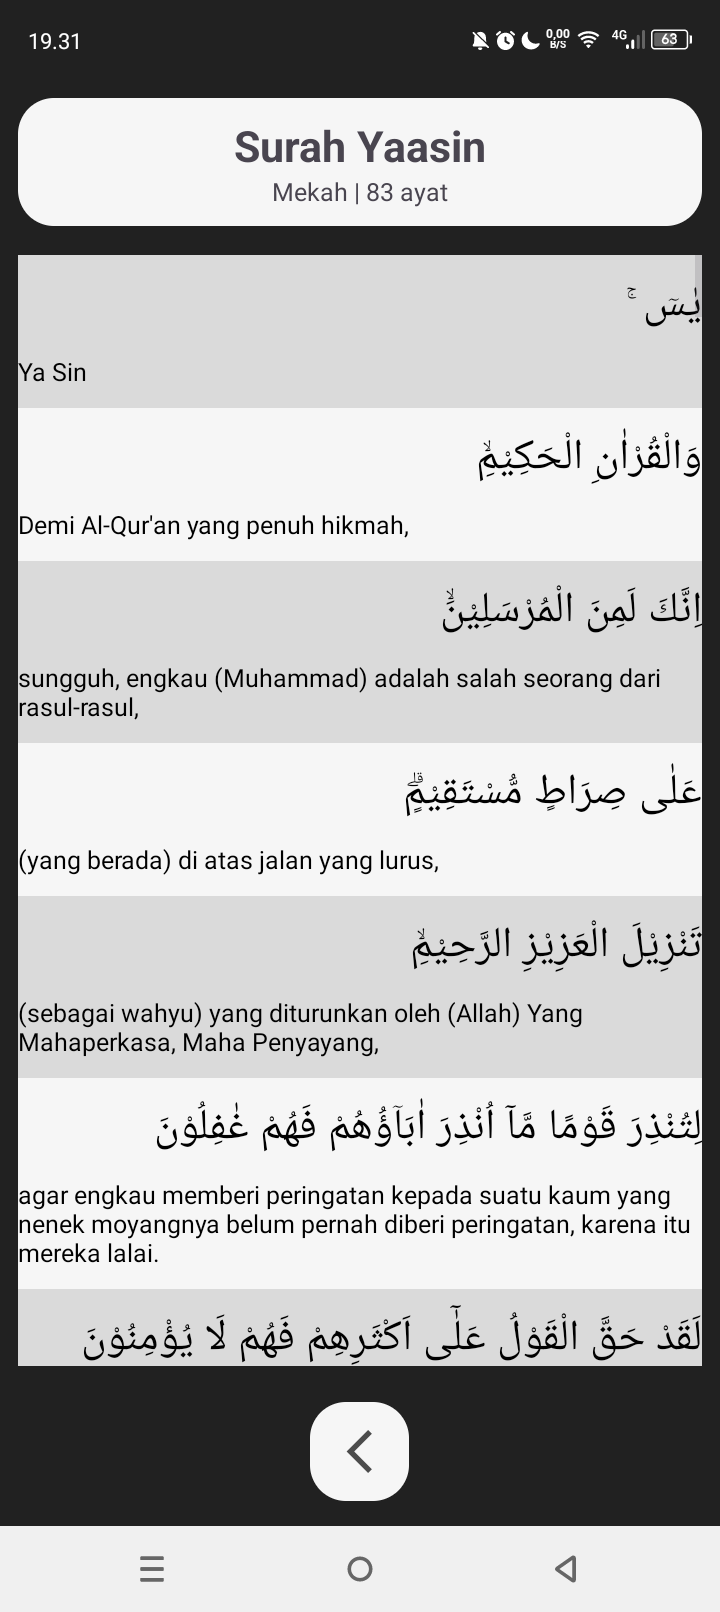 19.31
0,00
B/S
4G
63
Surah Yaasin
Mekah | 83 ayat
يٰسۤ ۚ
Ya Sin
وَالْقُرْاٰنِ الْحَكِيْمِۙ
Demi Al-Qur'an yang penuh hikmah,
اِنَّكَ لَمِنَ الْمُرْسَلِيْنَۙ
sungguh, engkau (Muhammad) adalah salah seorang dari
rasul-rasul,
عَلٰى صِرَاطٍ مُّسْتَقِيْمٍۗ
(yang berada) di atas jalan yang lurus,
تَنْزِيْلَ الْعَزِيْزِ الرَّحِيْمِۙ
(sebagai wahyu) yang diturunkan oleh (Allah) Yang
Mahaperkasa, Maha Penyayang,
لِتُنْذِرَ قَوْمًا مَّآ اُنْذِرَ اٰبَاۤؤُهُمْ فَهُمْ غٰفِلُوْنَ
agar engkau memberi peringatan kepada suatu kaum yang
nenek moyangnya belum pernah diberi peringatan, karena itu
mereka lalai.
لَقَدْ حَقَّ الْقَوْلُ عَلٰٓى اَكْثَرِهِمْ فَهُمْ لَا يُؤْمِنُوْنَ